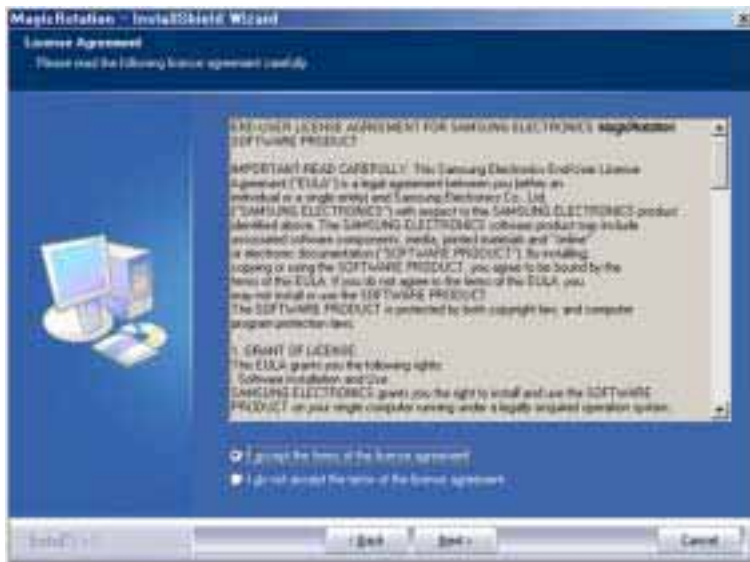 MagicRotation - InstallShield Wizard
License Agreement
Please read the following license agreement carefully.
END-USER LICENSE AGREEMENT FOR SAMSUNG ELECTRONICS MagicRotation
SOFTWARE PRODUCT
IMPORTANT-READ CAREFULLY: This Samsung Electronics End-User License
Agreement ("EULA") is a legal agreement between you (either an
individual or a single entity) and Samsung Electronics Co., Ltd.
("SAMSUNG ELECTRONICS") with respect to the SAMSUNG ELECTRONICS product
identified above. The SAMSUNG ELECTRONICS software product may include
associated software components, media, printed materials and "online"
or electronic documentation ("SOFTWARE PRODUCT"). By installing,
copying or using the SOFTWARE PRODUCT, you agree to be bound by the
terms of this EULA. If you do not agree to the terms of this EULA, you
may not install or use the SOFTWARE PRODUCT.
The SOFTWARE PRODUCT is protected by both copyright law, and computer
program protection laws.
1. GRANT OF LICENSE
This EULA grants you the following rights:
Software Installation and Use
SAMSUNG ELECTRONICS grants you the right to install and use the SOFTWARE
PRODUCT on your single computer running under a legally acquired operation system.
I accept the terms of the license agreement
I do not accept the terms of the license agreement
InstallShield
< Back
Next >
Cancel